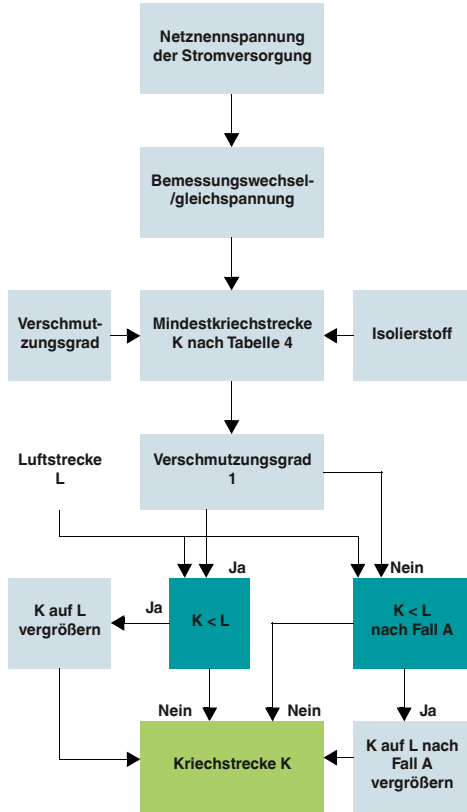 Netznennspannung
der Stromversorgung
Bemessungswechsel-
/gleichspannung
Verschmut-
zungsgrad
Mindestkriechstrecke
K nach Tabelle 4
Isolierstoff
Luftstrecke
L
Verschmutzungsgrad
1
Ja
Nein
K auf L
vergrößern
Ja
K < L
K < L
nach Fall A
Nein
Nein
Ja
Kriechstrecke K
K auf L nach
Fall A
vergrößern